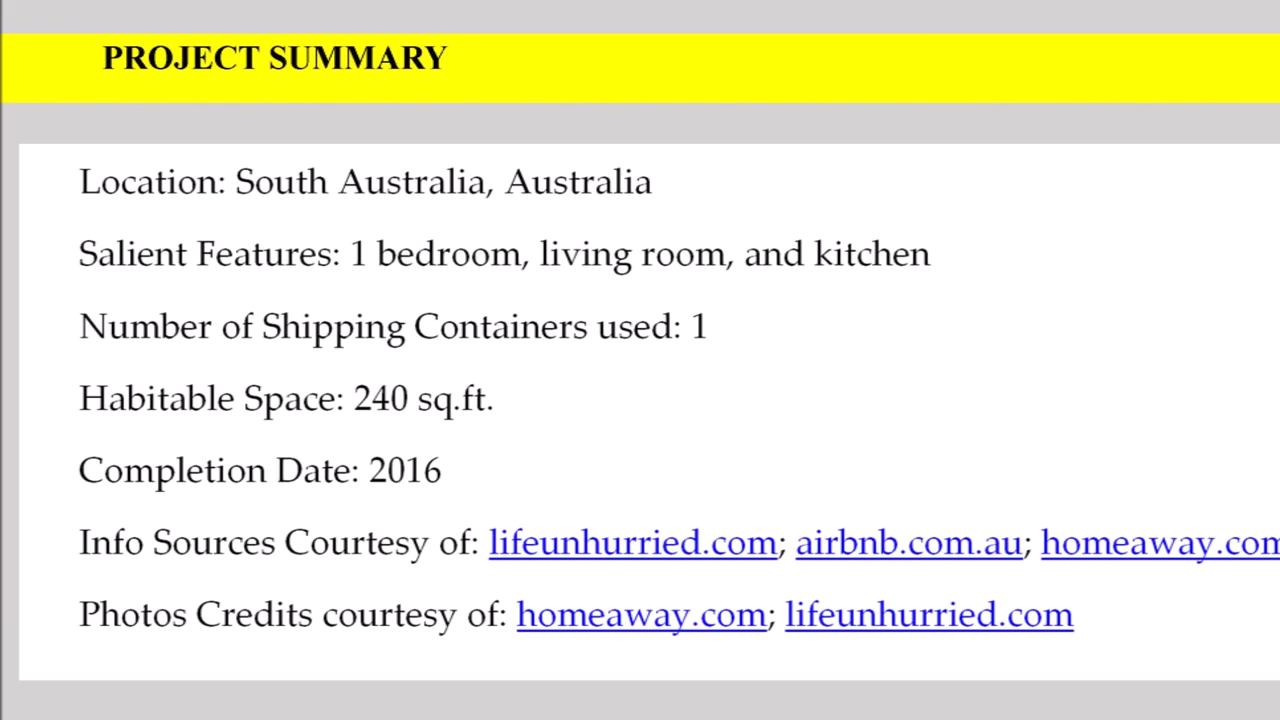 PROJECT SUMMARY
Location: South Australia, Australia
Salient Features: 1 bedroom, living room, and kitchen
Number of Shipping Containers used: 1
Habitable Space: 240 sq.ft.
Completion Date: 2016
Info Sources Courtesy of: lifeunhurried.com; airbnb.com.au; homeaway.com
Photos Credits courtesy of: homeaway.com; lifeunhurried.com